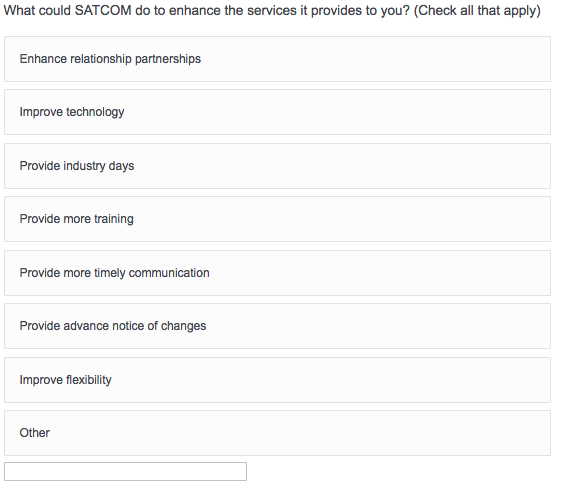 What could SATCOM do to enhance the services it provides to you? (Check all that apply)
Enhance relationship partnerships
Improve technology
Provide industry days
Provide more training
Provide more timely communication
Provide advance notice of changes
Improve flexibility
Other